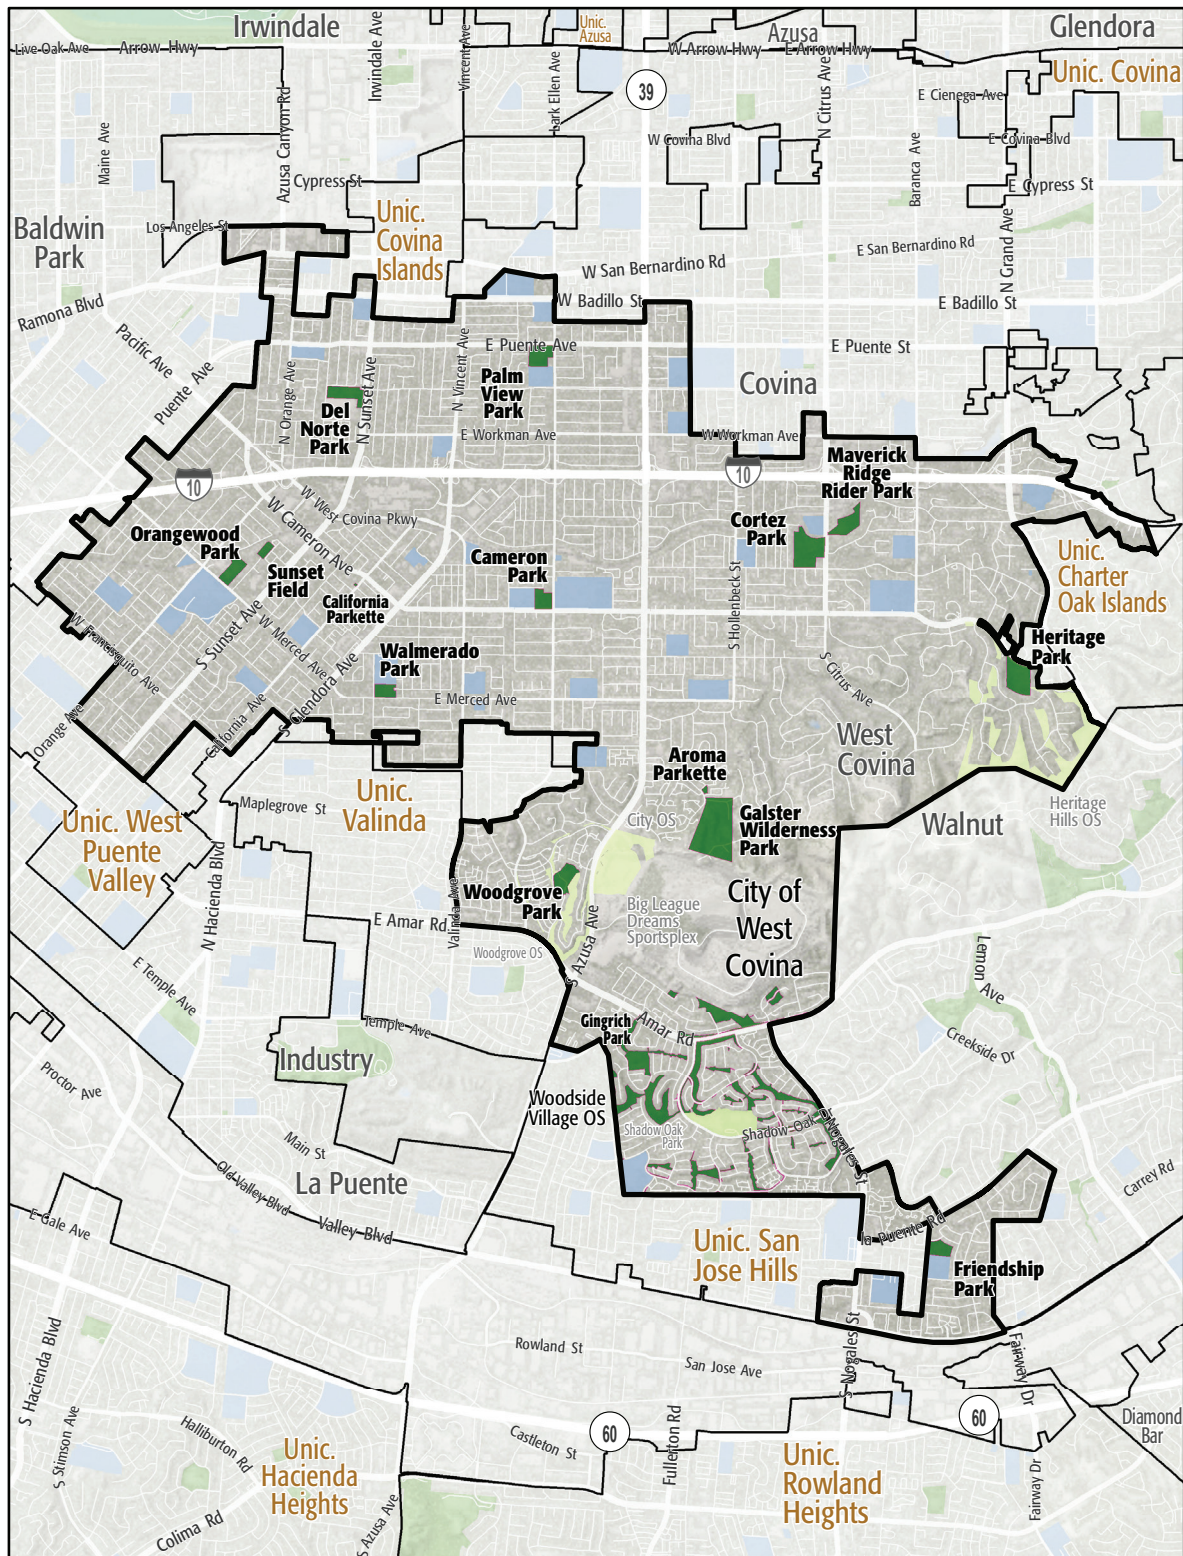 Irwindale
Unic.
Azusa
Azusa
Glendora
Live Oak Ave
Arrow Hwy
W Arrow Hwy
E Arrow Hwy
Unic. Covina
Irwindale Ave
Vincent Ave
Lark Ellen Ave
39
N Citrus Ave
E Cienega Ave
Maine Ave
Azusa Canyon Rd
W Covina Blvd
Baranca Ave
E Covina Blvd
Cypress St
E Cypress St
Baldwin
Park
Los Angeles St
Unic.
Covina
Islands
E San Bernardino Rd
N Grand Ave
W San Bernardino Rd
Ramona Blvd
W Badillo St
E Badillo St
Pacific Ave
Puente Ave
E Puente Ave
E Puente St
N Orange Ave
N Sunset Ave
N Vincent Ave
Palm
View
Park
Covina
Del
Norte
Park
E Workman Ave
W Workman Ave
10
10
Maverick
Ridge
Rider Park
W West Covina Pkwy
W Cameron Ave
Cortez
Park
Orangewood
Park
Sunset
Field
Cameron
Park
Unic.
Charter
Oak Islands
California
Parkette
S Hollenbeck St
W Francisquito Ave
S Sunset Ave
W Merced Ave
Heritage
Park
Walmerado
Park
S Glendora Ave
S Citrus Ave
E Merced Ave
Orange Ave
California Ave
West
Covina
Aroma
Parkette
Unic.
Valinda
Maplegrove St
Unic. West
Puente
Valley
City OS
Galster
Wilderness
Park
Walnut
Heritage
Hills OS
N Hacienda Blvd
Woodgrove
Park
City of
West
Covina
Big League
Dreams
Sportsplex
E Amar Rd
Valinda Ave
Woodgrove OS
S Azusa Ave
Lemon Ave
E Temple Ave
Temple Ave
Gingrich
Park
Amar Rd
Creekside Dr
Industry
Proctor Ave
Woodside
Village OS
Shadow Oak
Park
Shadow Oak Dr
Nogales St
Main St
La Puente
Old Valley Blvd
Valley Blvd
Carrey Rd
E Gale Ave
la Puente Rd
Unic. San
Jose Hills
Friendship
Park
S Hacienda Blvd
Rowland St
San Jose Ave
S Nogales St
Fairway Dr
60
60
Diamond
Bar
S Stimson Ave
Halliburton Rd
Castleton St
Fullerton Rd
Unic.
Hacienda
Heights
Unic.
Rowland
Heights
Fairway Dr
Colima Rd
S Azusa Ave